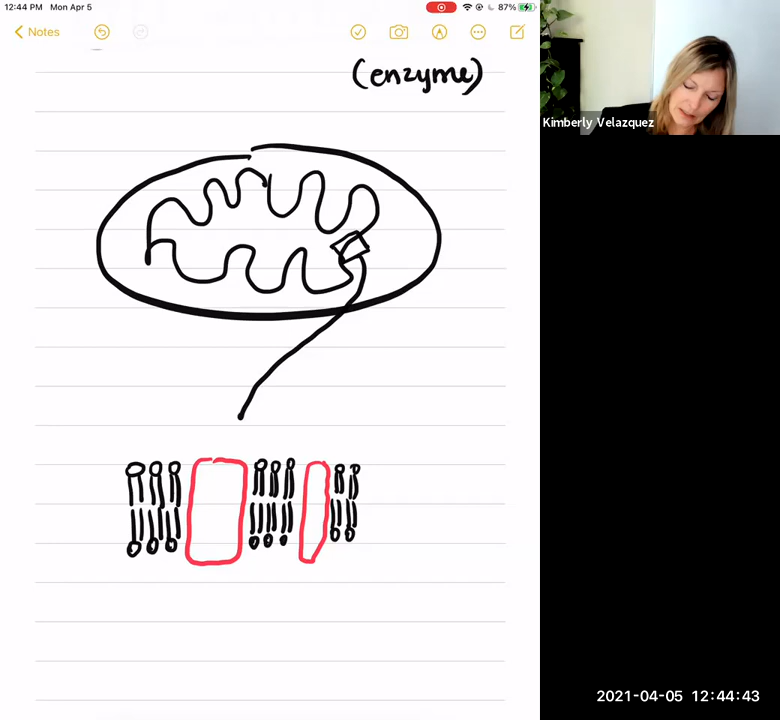 12:44 PM Mon Apr 5
87%
Notes
(enzyme)
Kimberly Velazquez
2021-04-05 12:44:43